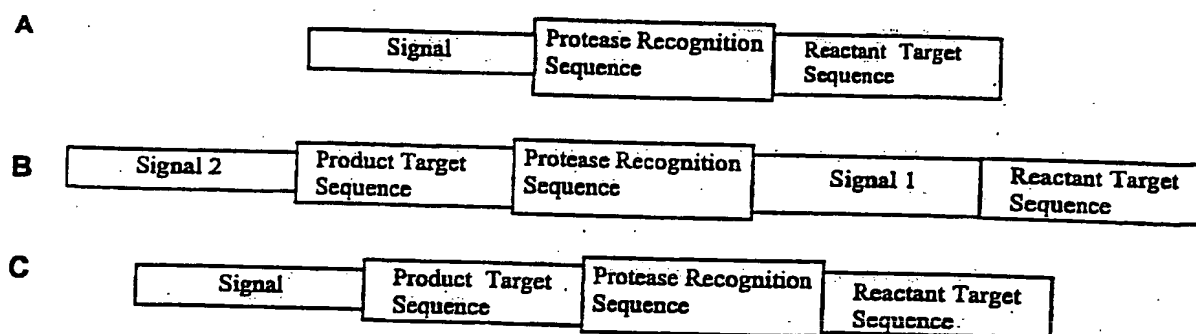 A
Signal
Protease Recognition
Sequence
Reactant Target
Sequence
B
Signal 2
Product Target
Sequence
Protease Recognition
Sequence
Signal 1
Reactant Target
Sequence
C
Signal
Product Target
Sequence
Protease Recognition
Sequence
Reactant Target
Sequence